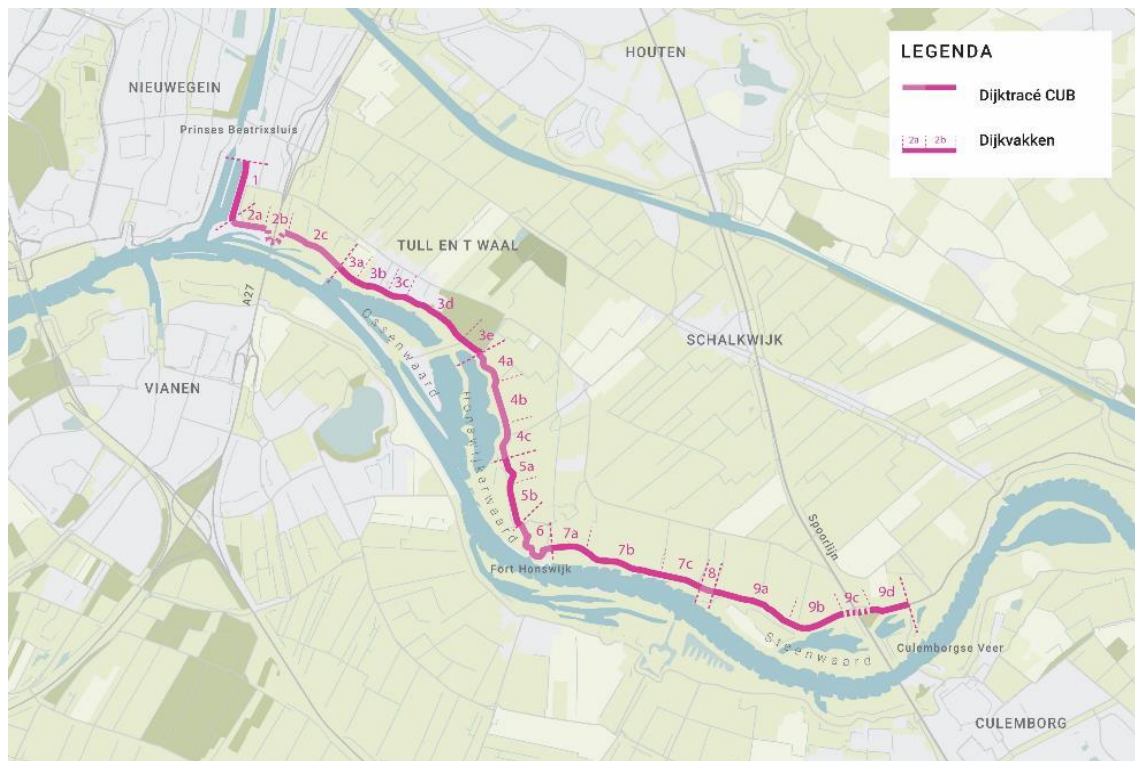 HOUTEN
LEGENDA
Dijktracé CUB
2a 2b
Dijkvakken
NIEUWEGEIN
Prinses Beatrixsluis
1
2a
2b
2c
TULL EN T WAAL
3a
3b
3c
3d
3e
A27
Ossenwaard
SCHALKWIJK
VIANEN
4a
4b
4c
Honswijkerwaard
5a
5b
6
7a
7b
7c
8
9a
9b
9c
9d
Fort Honswijk
Spoorlijn
Steenwaard
Culemborgse Veer
CULEMBORG